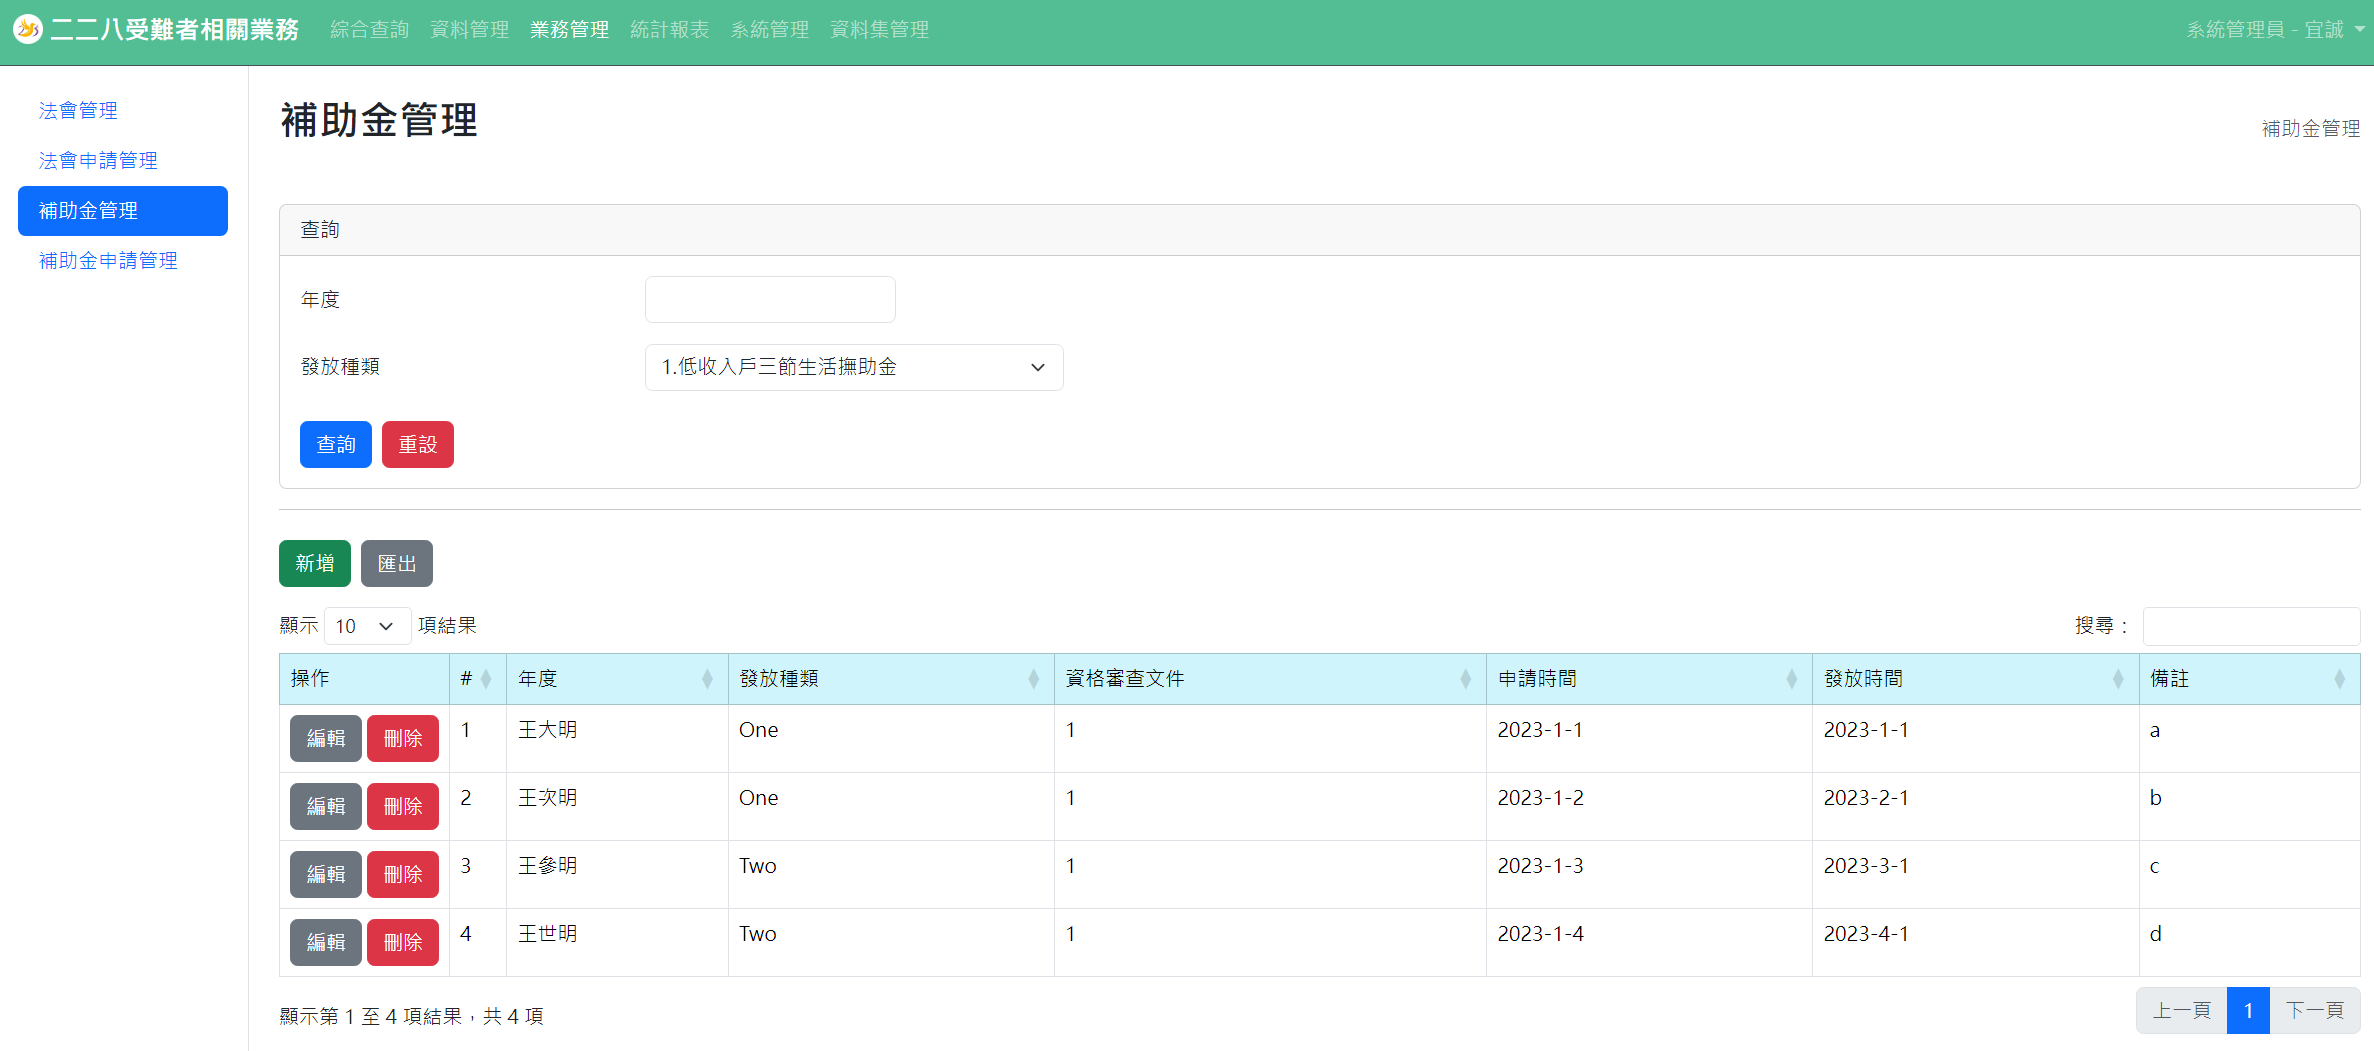 二二八受難者相關業務 綜合查詢 資料管理 業務管理 統計報表 系統管理 資料集管理 系統管理員 - 宜誠
法會管理
法會申請管理
補助金管理
補助金申請管理
補助金管理
補助金管理
查詢
年度
發放種類 1.低收入戶三節生活撫助金
查詢 重設
新增 匯出
顯示 10 項結果 搜尋：
操作 # 年度 發放種類 資格審查文件 申請時間 發放時間 備註
編輯 刪除 1 王大明 One 1 2023-1-1 2023-1-1 a
編輯 刪除 2 王次明 One 1 2023-1-2 2023-2-1 b
編輯 刪除 3 王參明 Two 1 2023-1-3 2023-3-1 c
編輯 刪除 4 王世明 Two 1 2023-1-4 2023-4-1 d
顯示第 1 至 4 項結果，共 4 項 上一頁 1 下一頁